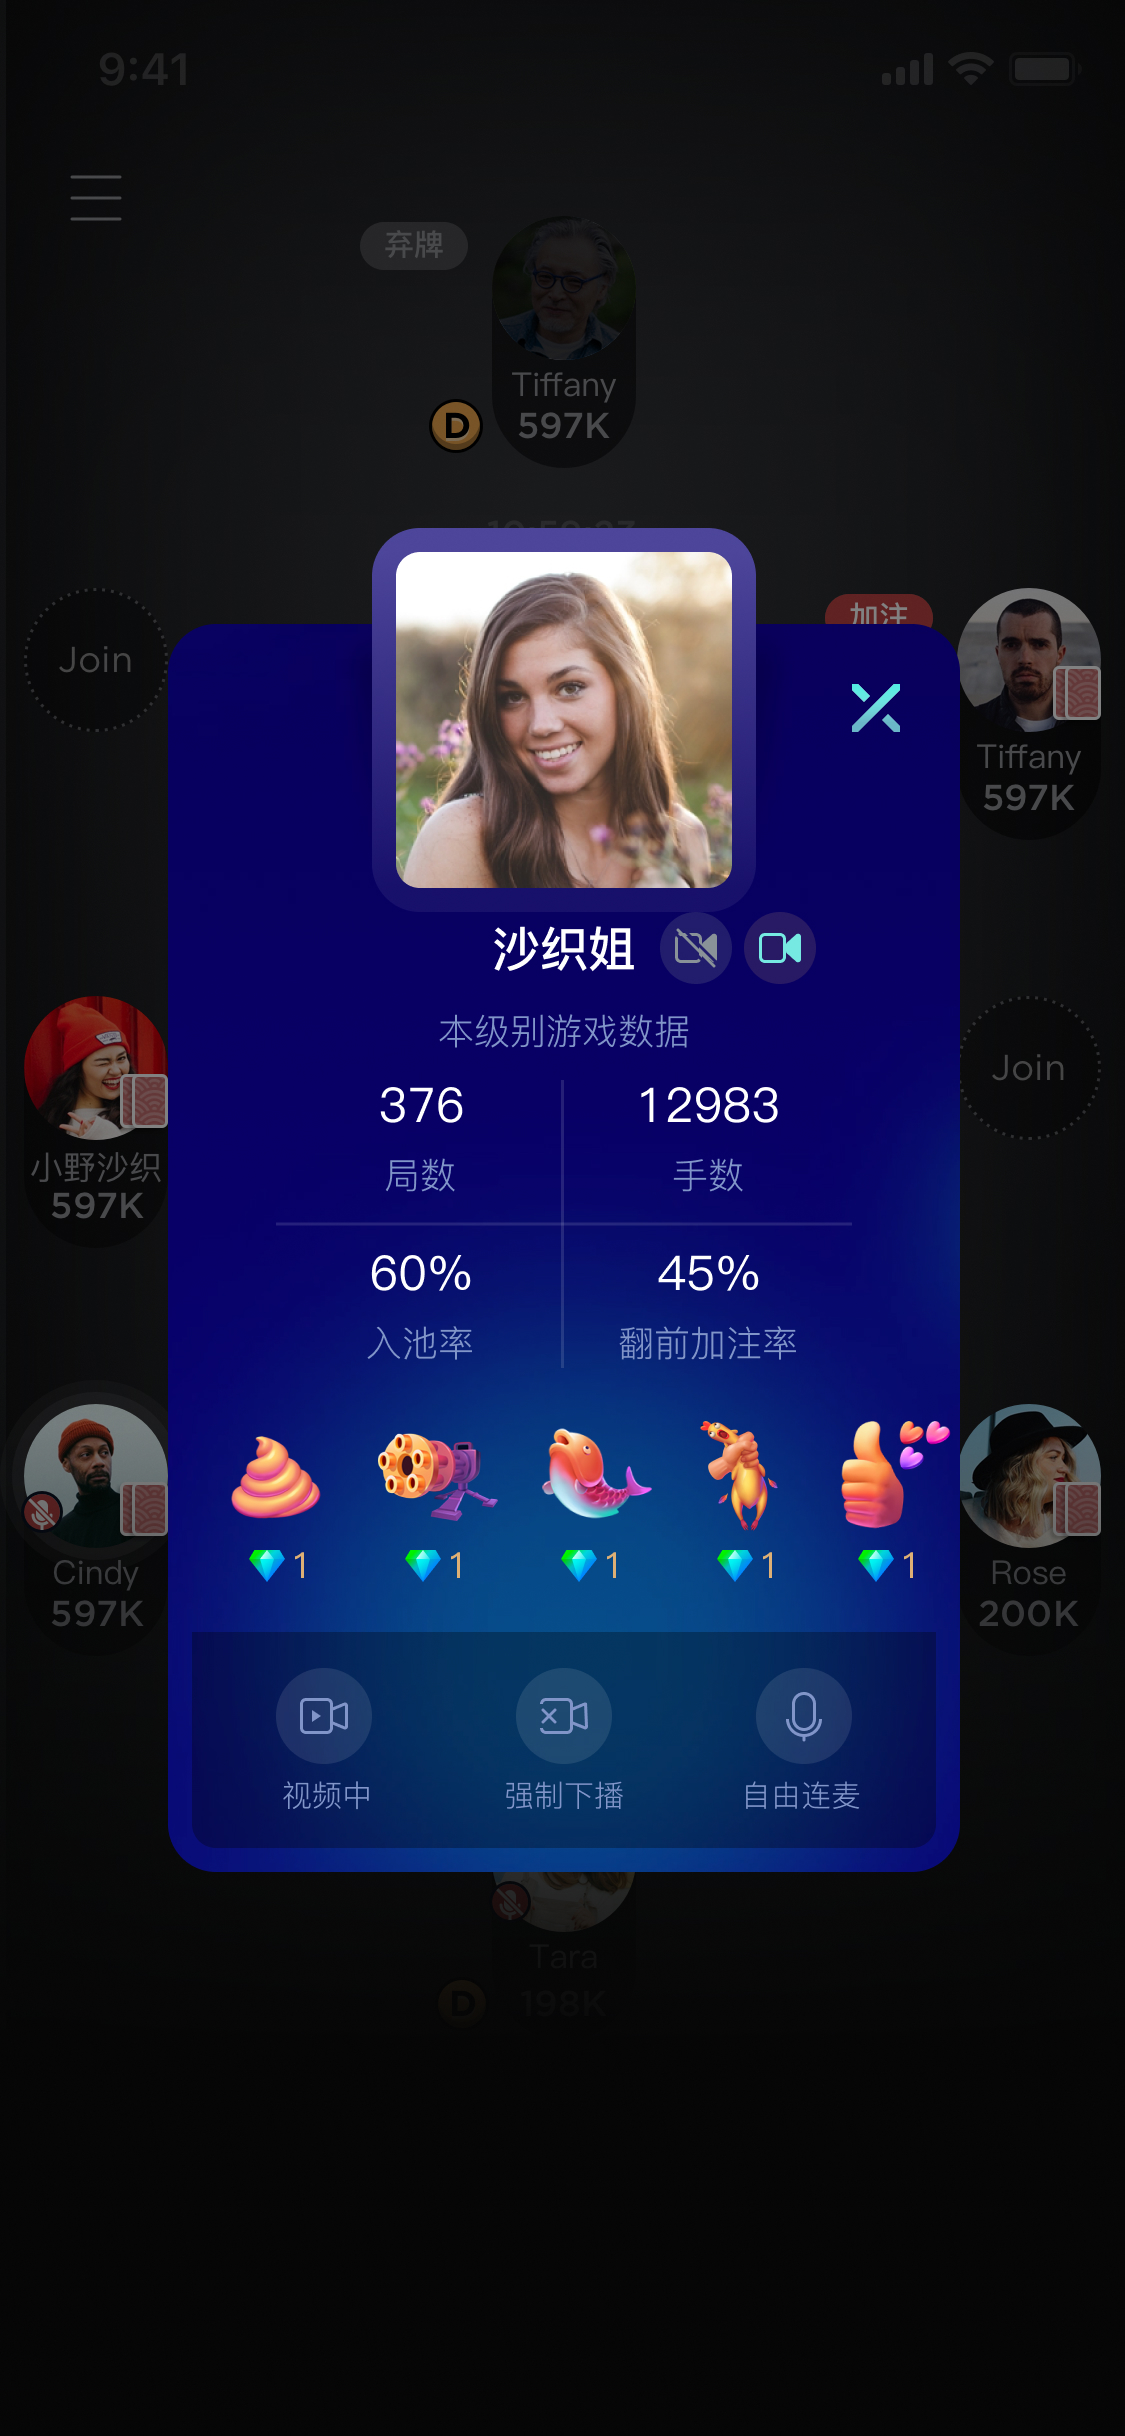 9:41
弃牌
Tiffany
D
597K
Join
加注
Tiffany
597K
沙织姐
本级别游戏数据
376
12983
Join
局数
手数
小野沙织
597K
60%
45%
入池率
翻前加注率
1
1
1
1
1
Cindy
597K
Rose
200K
视频中
强制下播
自由连麦
Tara
D
198K